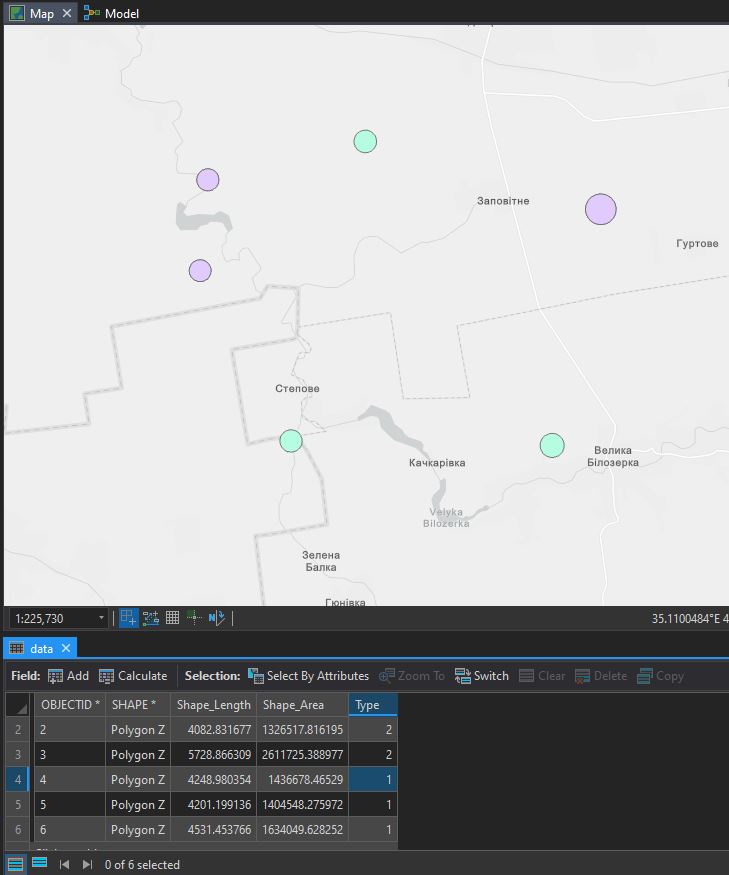 Map
Model
Заповітне
Гуртове
Степове
Качкарівка
Велика
Білозерка
Velyka
Bilozerka
Зелена
Балка
Гюнівка
1:225,730
35.1100484°E 4
data
Field: Add Calculate Selection: Select By Attributes Zoom To Switch Clear Delete Copy
OBJECTID * SHAPE * Shape_Length Shape_Area Type
2 2 Polygon Z 4082.831677 1326517.816195 2
3 3 Polygon Z 5728.866309 2611725.388977 2
4 4 Polygon Z 4248.980354 1436678.46529 1
5 5 Polygon Z 4201.199136 1404548.275972 1
6 6 Polygon Z 4531.453766 1634049.628252 1
0 of 6 selected